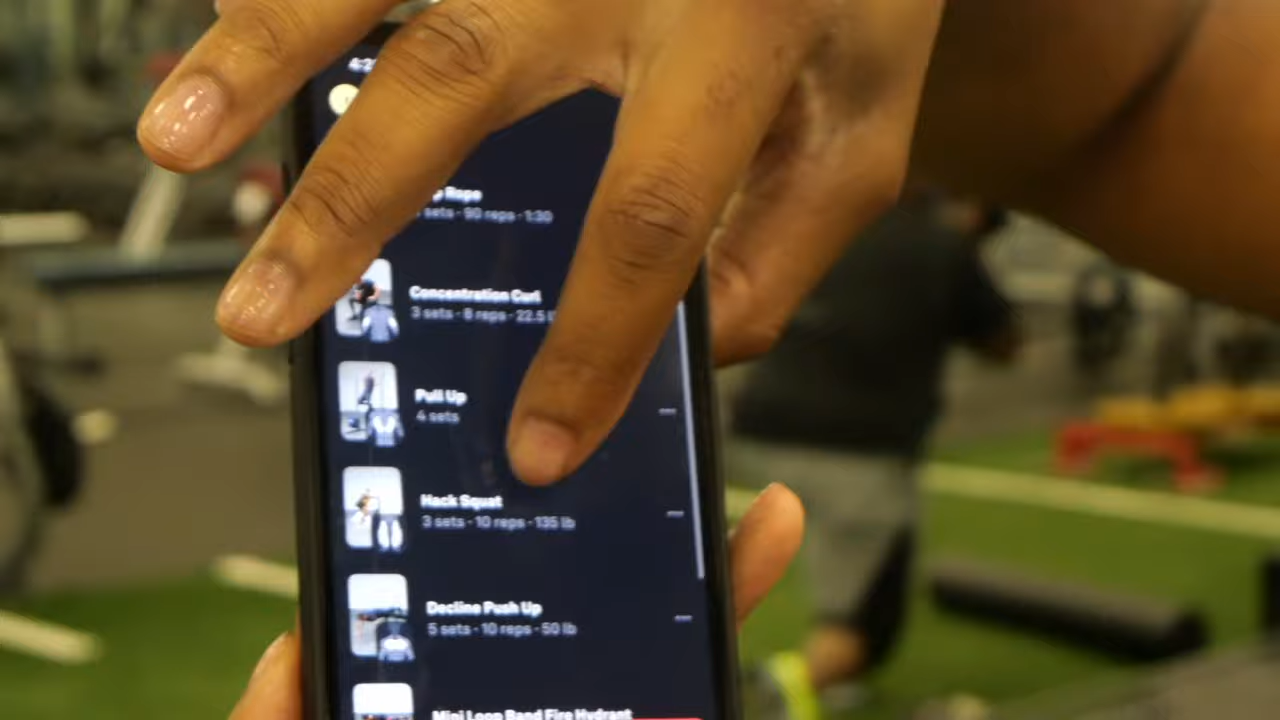 Rope
sets · 90 reps · 1:30
Concentration Curl
3 sets · 8 reps · 22.5
Pull Up
4 sets
Hack Squat
3 sets · 10 reps · 135 lb
Decline Push Up
5 sets · 10 reps · 50 lb
Mini Loop Band Fire Hydrant